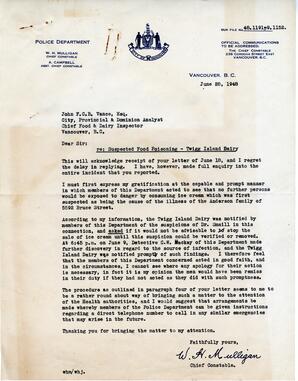 POLICE DEPARTMENT
W. H. MULLIGAN
CHIEF CONSTABLE
A. CAMPBELL
ASST. CHIEF CONSTABLE
OUR FILE No.
OFFICIAL COMMUNICATIONS
TO BE ADDRESSED:
THE CHIEF CONSTABLE
236 CORDOVA STREET EAST
VANCOUVER, B.C.
VANCOUVER, B.C.
June 28, 1948
John F.C.B. Vance, Esq.
City, Provincial & Dominion Analyst
Chief Food & Dairy Inspector
Vancouver, B.C.
Dear Sir:
re: Suspected Food Poisoning - Twigg Island Dairy
This will acknowledge receipt of your letter of June 18, and I regret
the delay in replying. I have, however, made full enquiry into the
entire incident that you reported.
I must first express my gratification at the capable and prompt manner
in which members of this Department acted to see that no further persons
would be exposed to danger by consuming ice cream which was first
suspected as being the cause of the illness of the Anderson family of
Bruns Street.
According to my information, the Twigg Island Dairy was notified by
members of this Department of the suspicions of Dr. Smaill in this
connection, and asked if it would not be advisable to stop the
sale of ice cream until this suspicion could be verified or removed.
At 6:45 p.m. on June 9, Detective C.R. Mackay of this Department made
further discovery in regard to the source of infection, and the Twigg
Island Dairy was notified promptly of such findings. I therefore feel
that the members of this Department concerned acted in good faith, and
in the circumstances, I cannot see where any apology for their action is
necessary, in fact it is my opinion the men would have been remiss
in their duty if they had not acted as they did with such promptness.
The procedure as outlined in paragraph four of your letter seems to me to
be a rather round about way of bringing such a matter to the attention of
the Health authorities, and I would suggest that arrangements be
made whereby members of the Police Department can be given instructions
regarding a direct telephone number to call in any similar emergencies
that may arise in the future.
Thanking you for bringing the matter to my attention.
Faithfully yours,
W. H. Mulligan
Chief Constable.
whm/whj.